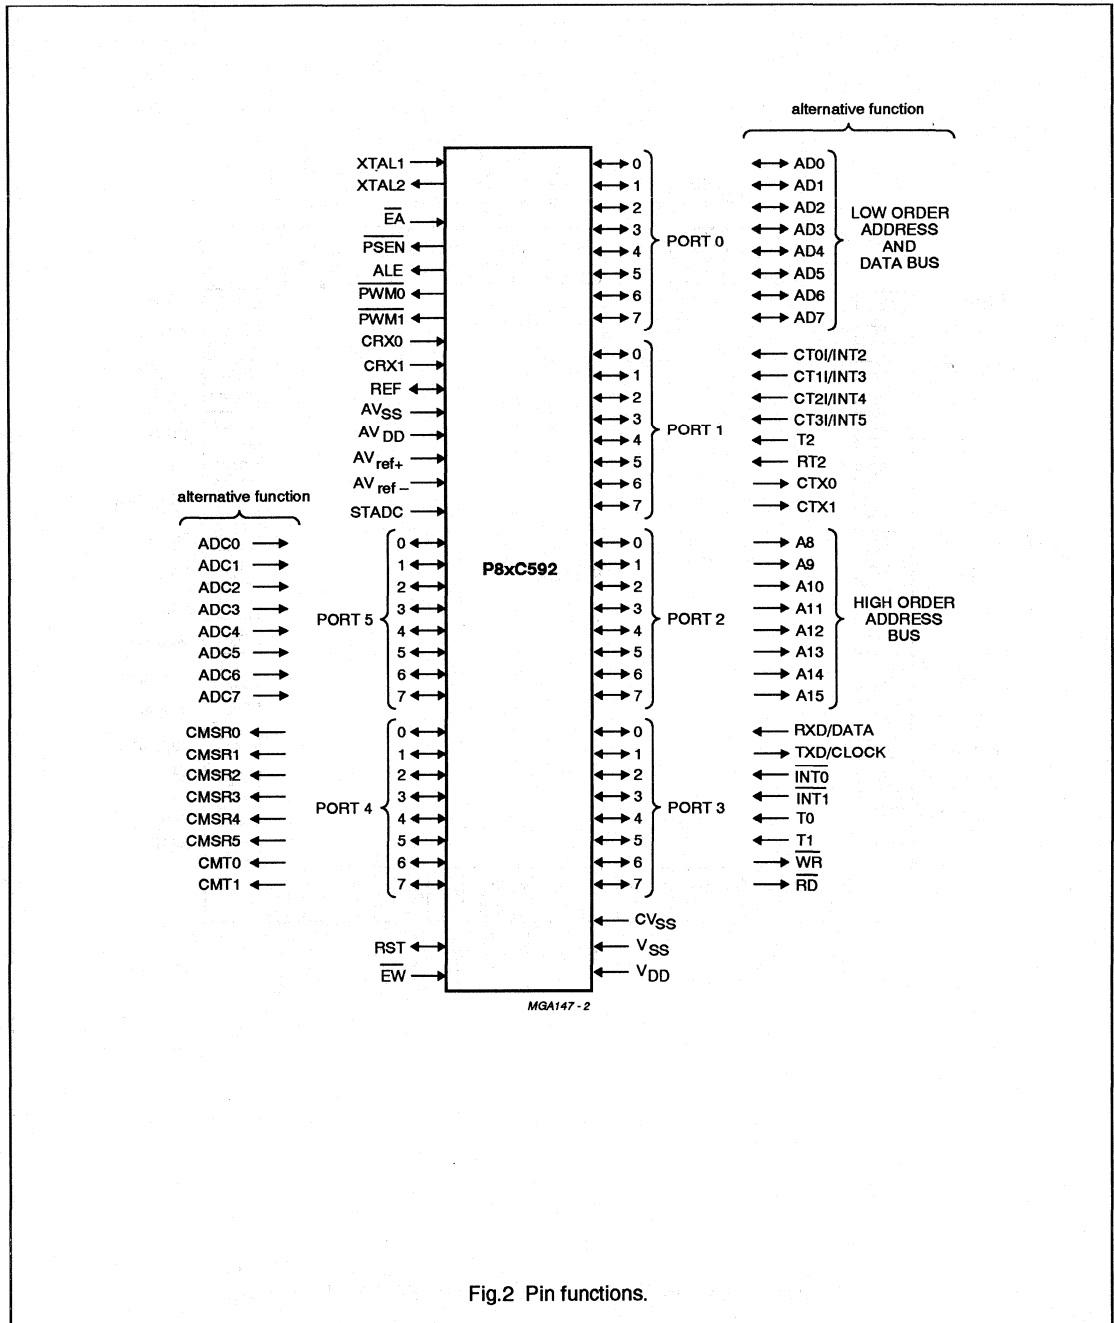 alternative function
XTAL1
XTAL2
EA
PSEN
ALE
PWM0
PWM1
CRX0
CRX1
REF
AVSS
AVDD
AVref+
AVref−
STADC
alternative function
ADC0
ADC1
ADC2
ADC3
ADC4
ADC5
ADC6
ADC7
PORT 5
0
1
2
3
4
5
6
7
CMSR0
CMSR1
CMSR2
CMSR3
CMSR4
CMSR5
CMT0
CMT1
PORT 4
0
1
2
3
4
5
6
7
RST
EW
P8xC592
0
1
2
3
4
5
6
7
PORT 0
AD0
AD1
AD2
AD3
AD4
AD5
AD6
AD7
LOW ORDER
ADDRESS
AND
DATA BUS
0
1
2
3
4
5
6
7
PORT 1
CT0I/INT2
CT1I/INT3
CT2I/INT4
CT3I/INT5
T2
RT2
CTX0
CTX1
0
1
2
3
4
5
6
7
PORT 2
A8
A9
A10
A11
A12
A13
A14
A15
HIGH ORDER
ADDRESS
BUS
0
1
2
3
4
5
6
7
PORT 3
RXD/DATA
TXD/CLOCK
INT0
INT1
T0
T1
WR
RD
CVSS
VSS
VDD
MGA147 - 2
Fig.2 Pin functions.